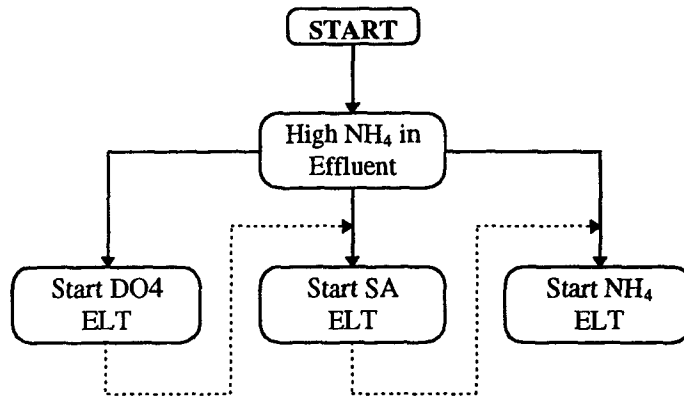 START
High NH₄ in
Effluent
Start DO4
ELT
Start SA
ELT
Start NH₄
ELT